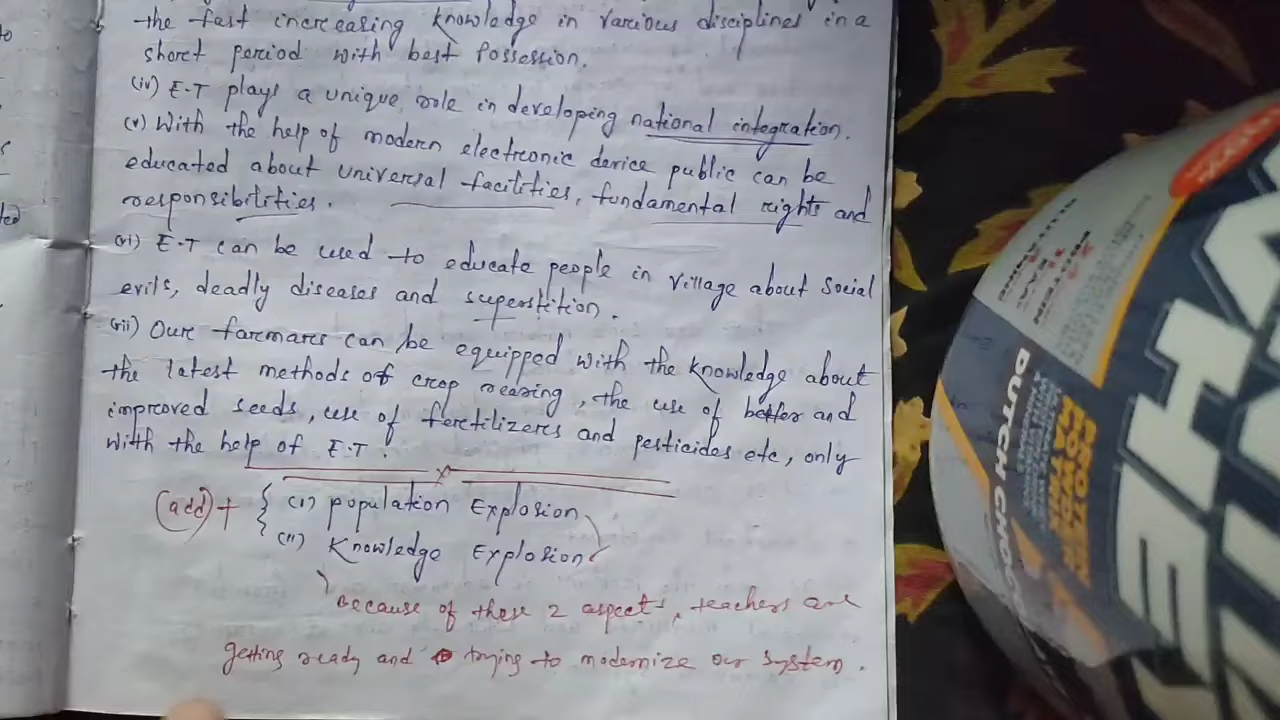 the fast increasing knowledge in various disciplines in a
short period with best Possession.
(iv) E.T plays a unique role in developing national integration.
(v) With the help of modern electronic device public can be
educated about universal facilities, fundamental rights and
responsibilities.
(vi) E.T can be used to educate people in village about social
evils, deadly diseases and superstition.
(vii) Our farmars can be equipped with the knowledge about
the latest methods of crop rearing, the use of better and
improved seeds, use of fertilizers and pesticides etc, only
with the help of E.T.
(add) + { (i) population Explosion
(ii) Knowledge Explosion
Because of these 2 aspects, teachers are
getting ready and trying to modernize our system.
DUTCH CHOCO
WHE